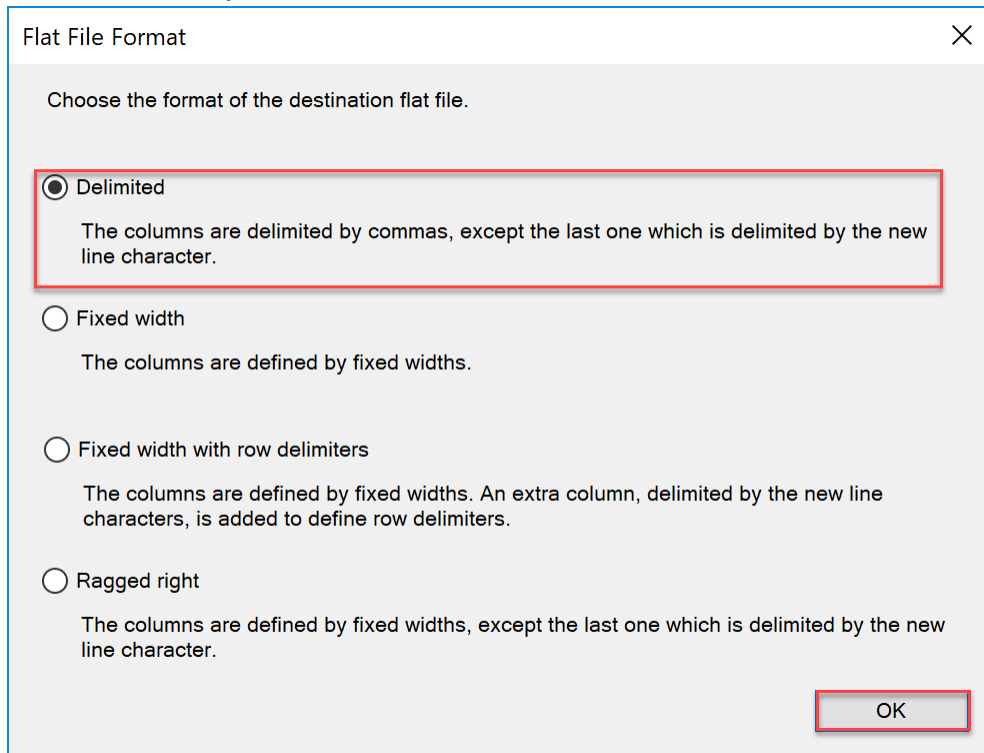 Flat File Format
Choose the format of the destination flat file.
Delimited
The columns are delimited by commas, except the last one which is delimited by the new
line character.
Fixed width
The columns are defined by fixed widths.
Fixed width with row delimiters
The columns are defined by fixed widths. An extra column, delimited by the new line
characters, is added to define row delimiters.
Ragged right
The columns are defined by fixed widths, except the last one which is delimited by the new
line character.
OK